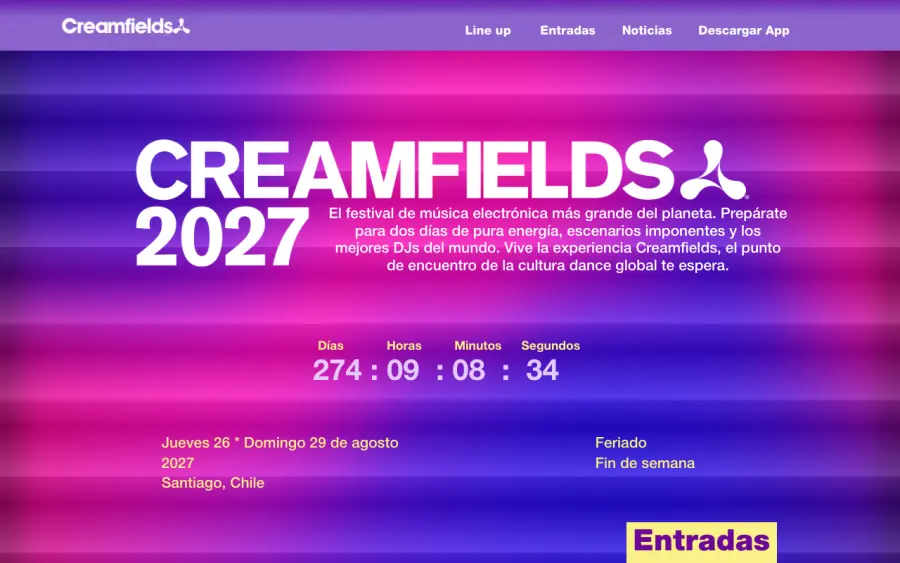 Creamfields
Line up Entradas Noticias Descargar App
CREAMFIELDS
2027
El festival de música electrónica más grande del planeta. Prepárate
para dos días de pura energía, escenarios imponentes y los
mejores DJs del mundo. Vive la experiencia Creamfields, el punto
de encuentro de la cultura dance global te espera.
Días Horas Minutos Segundos
274 : 09 : 08 : 34
Jueves 26 * Domingo 29 de agosto
2027
Santiago, Chile
Feriado
Fin de semana
Entradas